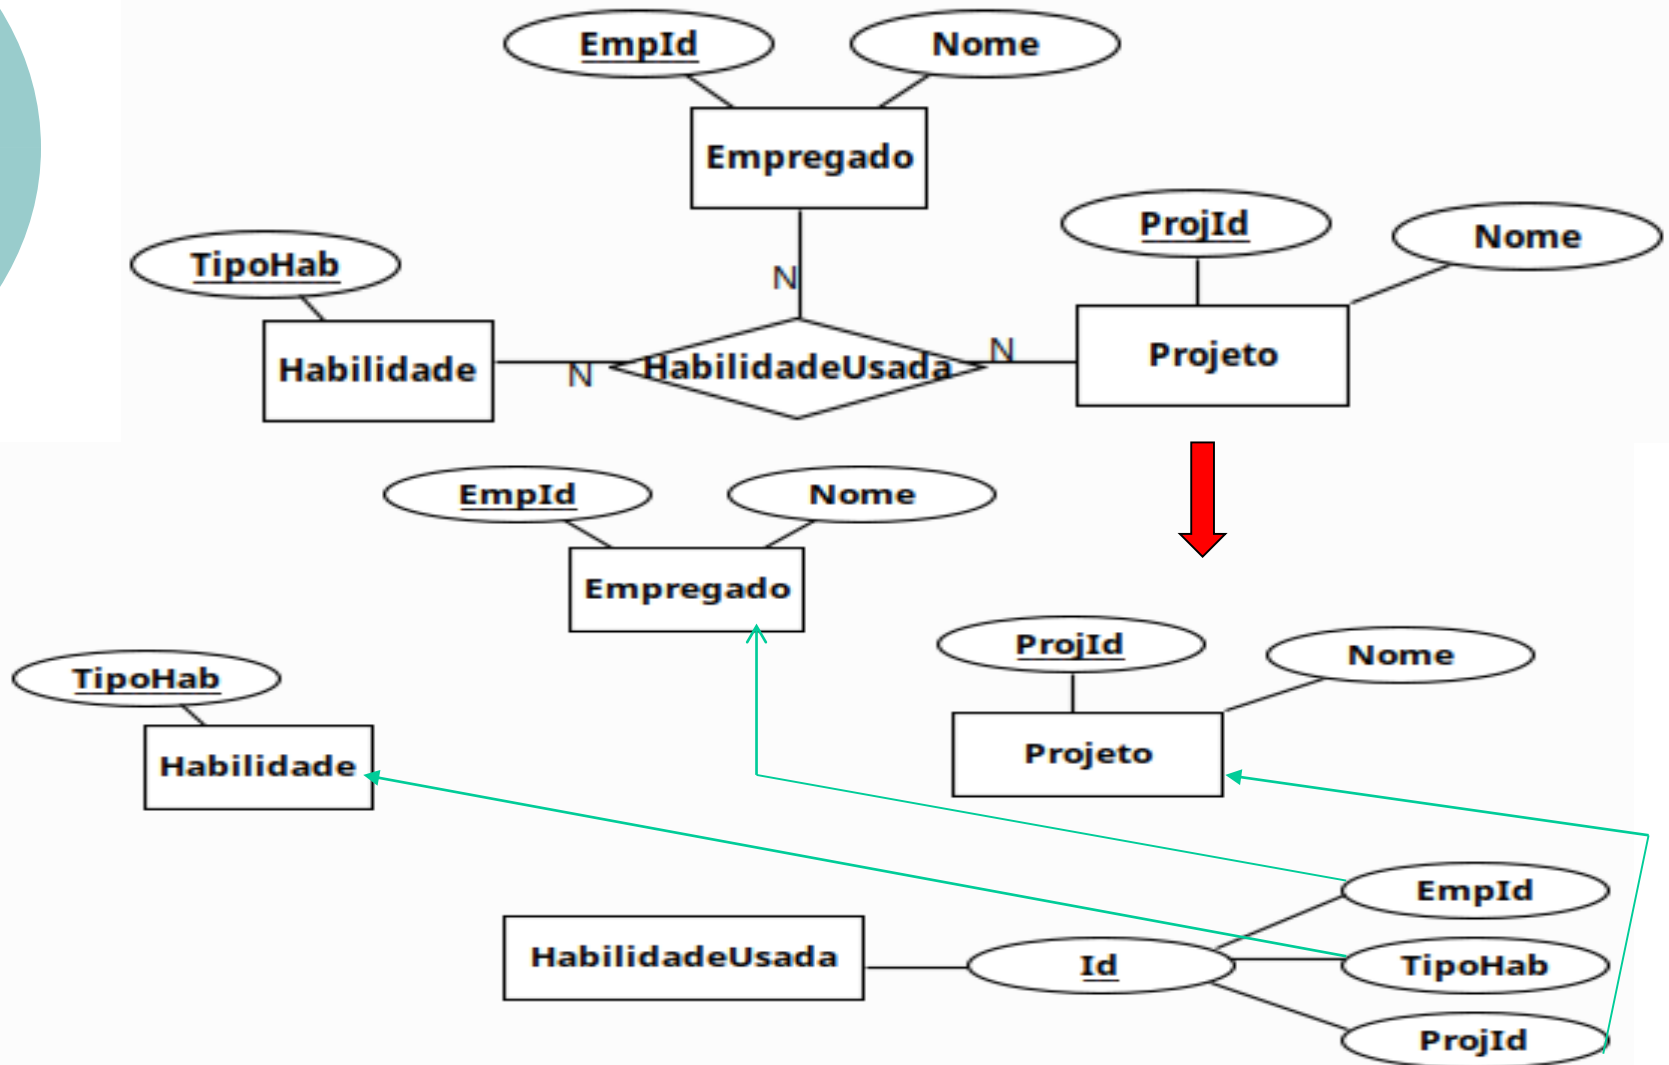 EmpId
Nome
Empregado
ProjId
Nome
TipoHab
N
Habilidade
N
HabilidadeUsada
N
Projeto
EmpId
Nome
Empregado
ProjId
Nome
TipoHab
Habilidade
Projeto
EmpId
HabilidadeUsada
Id
TipoHab
ProjId